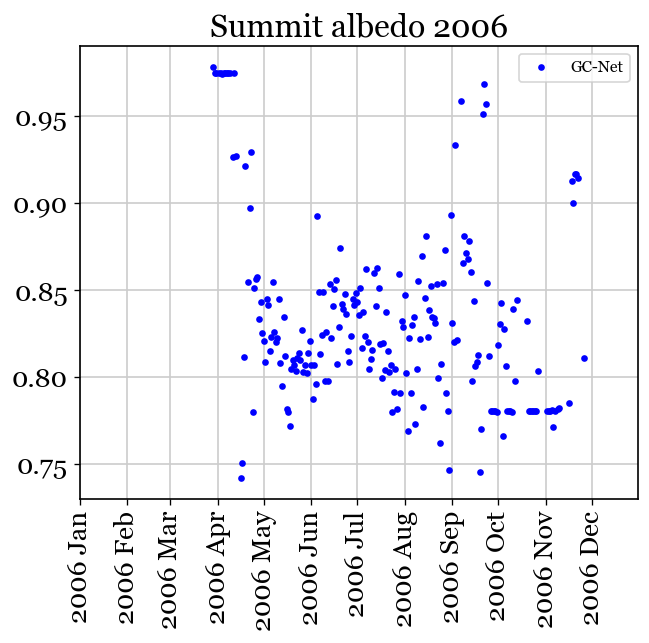 Summit albedo 2006
GC-Net
0.95
0.90
0.85
0.80
0.75
2006 Jan
2006 Feb
2006 Mar
2006 Apr
2006 May
2006 Jun
2006 Jul
2006 Aug
2006 Sep
2006 Oct
2006 Nov
2006 Dec